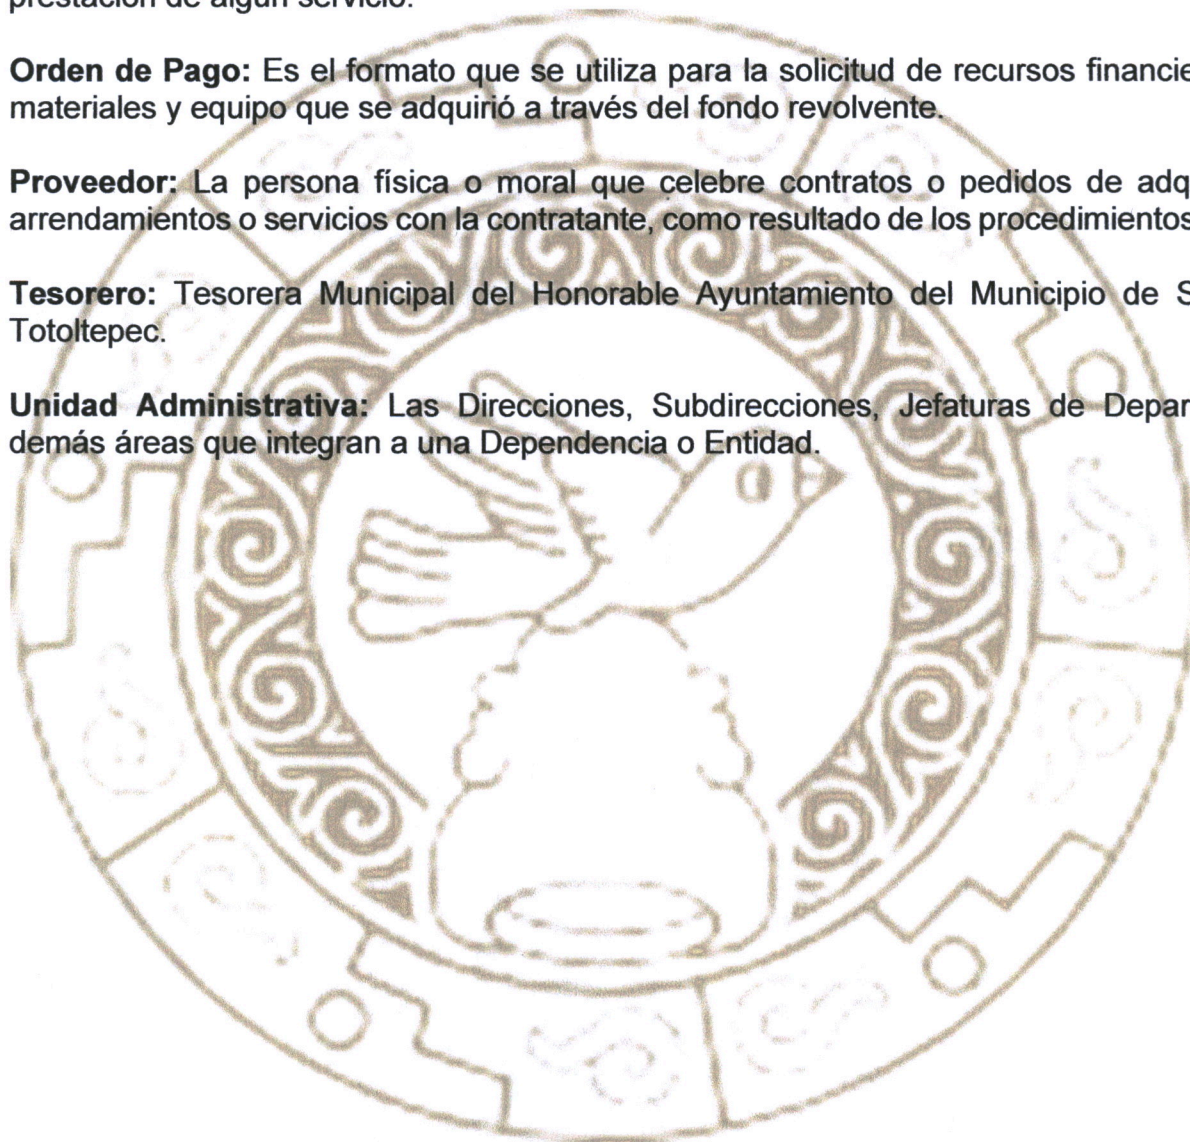 prestación de algún servicio.
Orden de Pago: Es el formato que se utiliza para la solicitud de recursos financie
materiales y equipo que se adquirió a través del fondo revolvente.
Proveedor: La persona física o moral que celebre contratos o pedidos de adq
arrendamientos o servicios con la contratante, como resultado de los procedimientos
Tesorero: Tesorera Municipal del Honorable Ayuntamiento del Municipio de S
Totoltepec.
Unidad Administrativa: Las Direcciones, Subdirecciones, Jefaturas de Depar
demás áreas que integran a una Dependencia o Entidad.